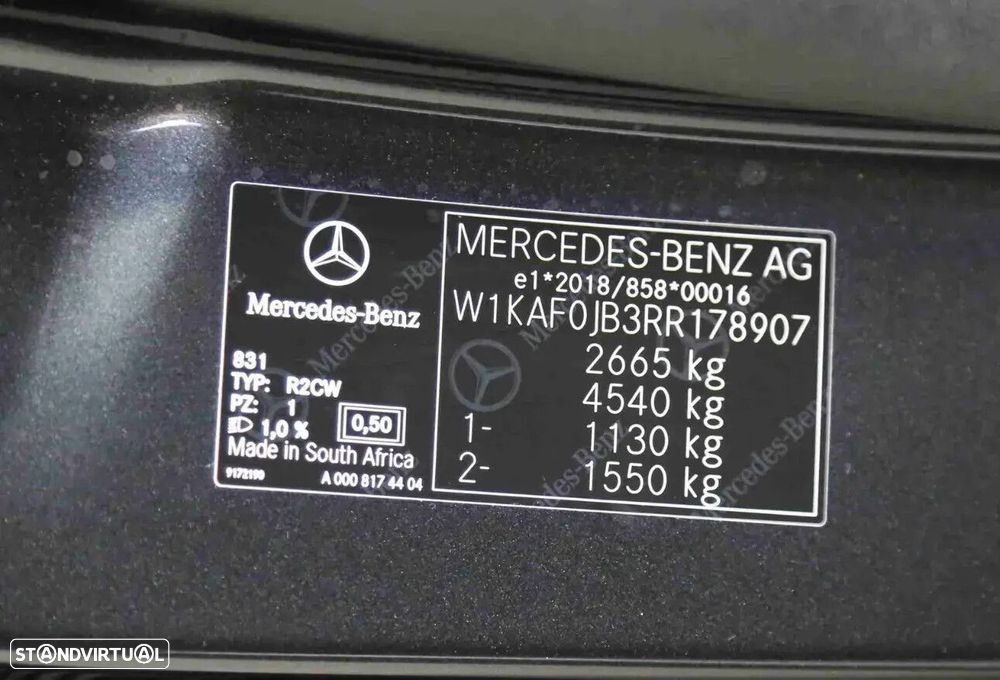 Mercedes-Benz
831
TYP: R2CW
PZ: 1
1,0 %
0,50
Made in South Africa
9172190
A 000 817 44 04
MERCEDES-BENZ AG
e1*2018/858*00016
W1KAF0JB3RR178907
2665 kg
4540 kg
1- 1130 kg
2- 1550 kg
STANDVIRTUAL